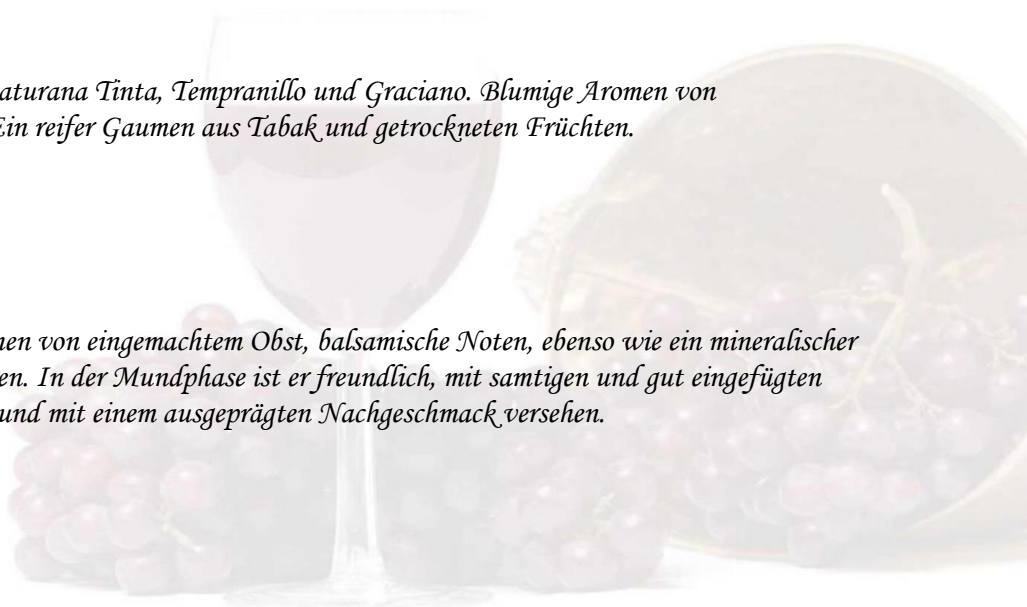 aturana Tinta, Tempranillo und Graciano. Blumige Aromen von
Ein reifer Gaumen aus Tabak und getrockneten Früchten.
nen von eingemachtem Obst, balsamische Noten, ebenso wie ein mineralischer
en. In der Mundphase ist er freundlich, mit samtigen und gut eingefügten
und mit einem ausgeprägten Nachgeschmack versehen.